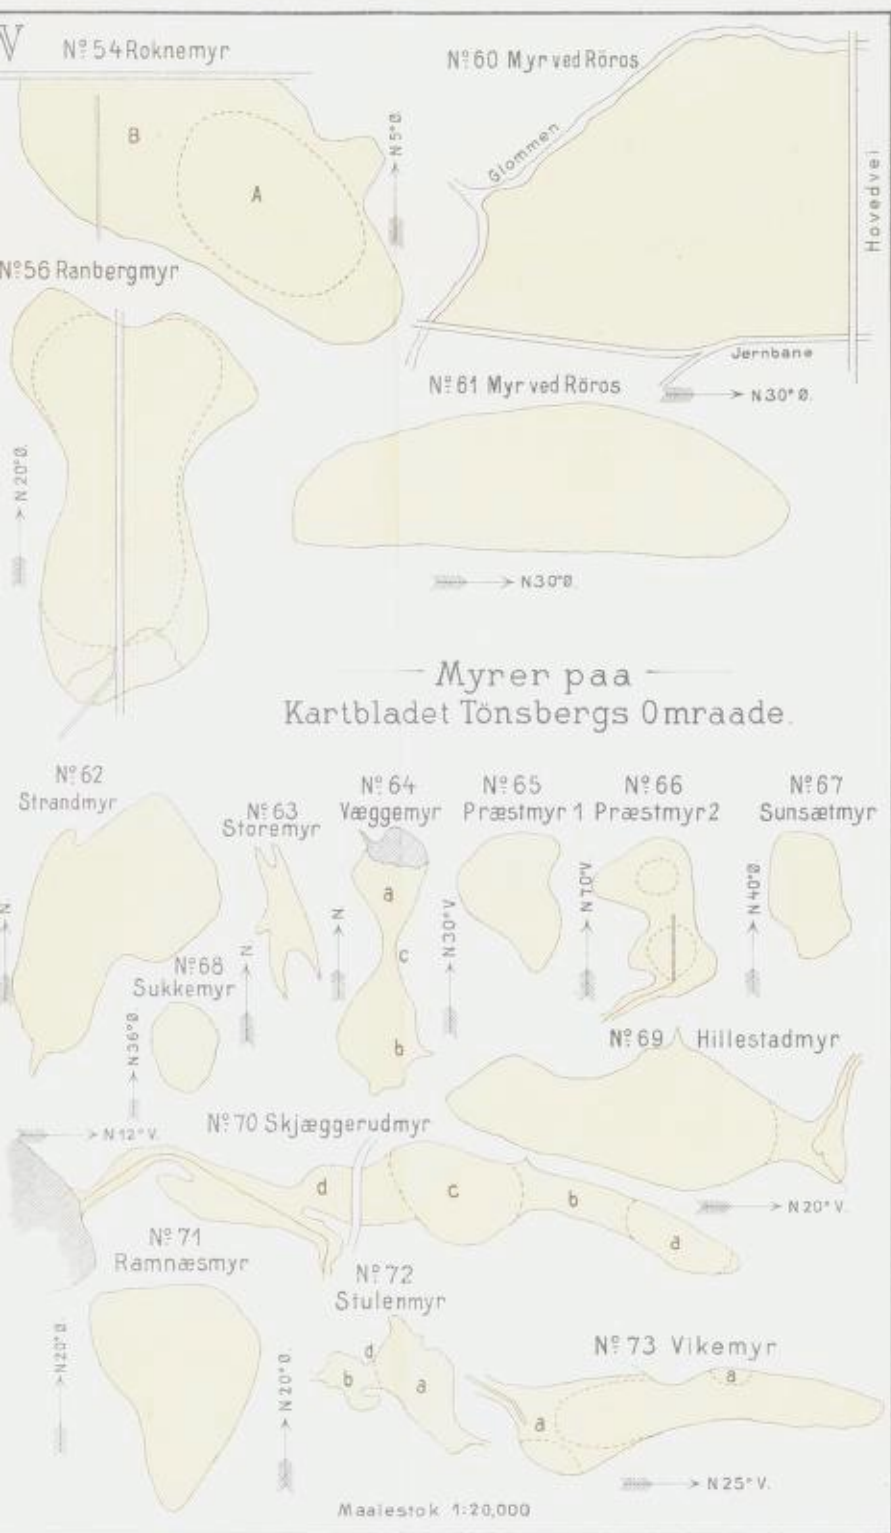 V
Nº 54 Roknemyr
B
A
N 5° Ø.
Nº 60 Myr ved Röros
Glommen
Hovedvei
Jernbane
N 30° Ø.
Nº 56 Ranbergmyr
N 20° Ø.
Nº 61 Myr ved Röros
N 30° Ø.
Myrer paa
Kartbladet Tönsbergs Omraade.
Nº 62
Strandmyr
N
Nº 63
Storemyr
N
Nº 64
Væggemyr
a
c
b
N
Nº 65
Præstmyr 1
N 30° V
Nº 66
Præstmyr 2
N 70° V
Nº 67
Sunsætmyr
N 40° Ø.
Nº 68
Sukkemyr
N 36° Ø
Nº 69 Hillestadmyr
N 20° V.
Nº 70 Skjæggerudmyr
N 12° V.
d
c
b
a
Nº 71
Ramnæsmyr
N 20° Ø.
Nº 72
Stulenmyr
d
b
a
N 20° Ø.
Nº 73 Vikemyr
a
a
N 25° V.
Maalestok 1:20,000